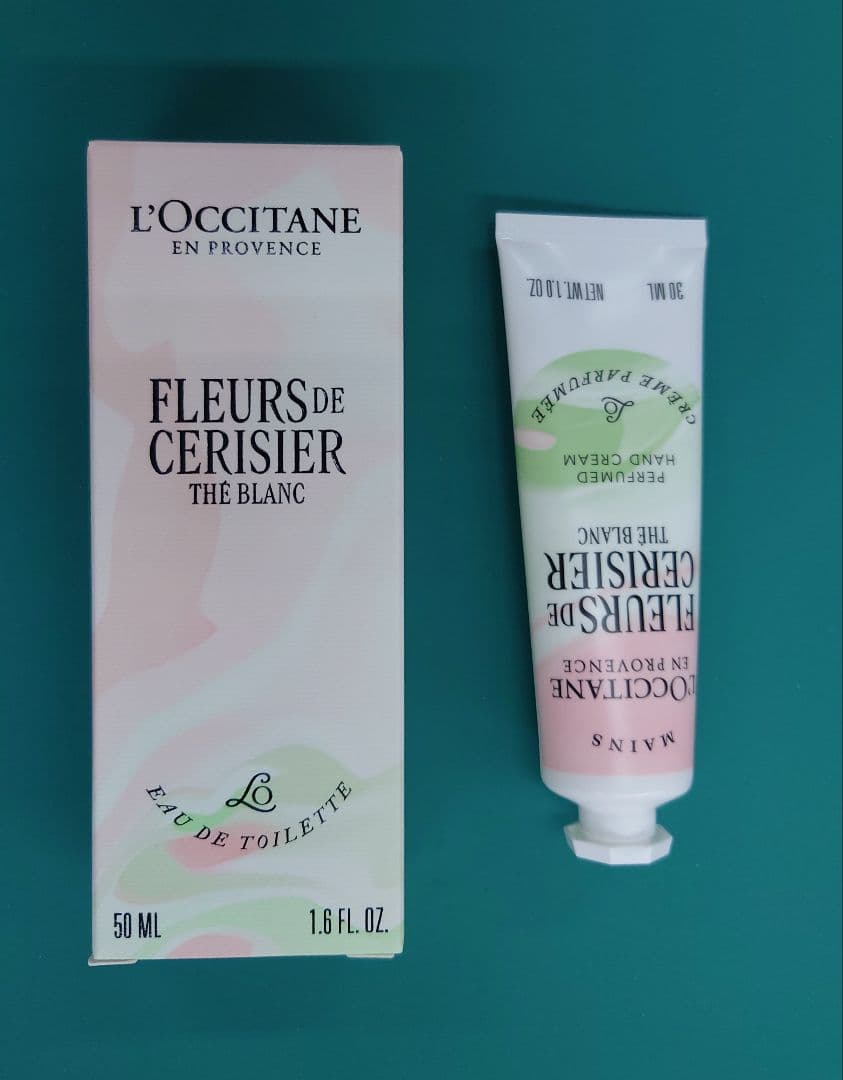 L'OCCITANE
EN PROVENCE
FLEURS DE
CERISIER
THÉ BLANC
LO
EAU DE TOILETTE
50 ML 1.6 FL. OZ.
MAINS
L'OCCITANE
EN PROVENCE
FLEURS DE
CERISIER
THÉ BLANC
PERFUMED
HAND CREAM
LO
CRÈME PARFUMÉE
30 ML NET WT. 1.0 OZ.